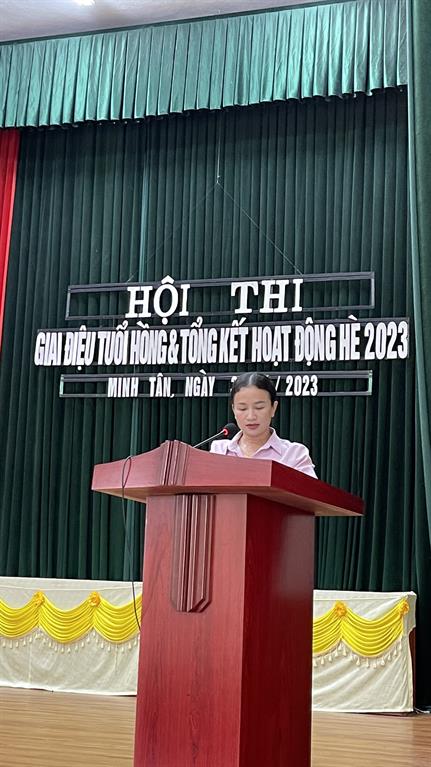 HỘI THI
GIAI ĐIỆU TUỔI HỒNG & TỔNG KẾT HOẠT ĐỘNG HÈ 2023
MINH TÂN, NGÀY / 2023